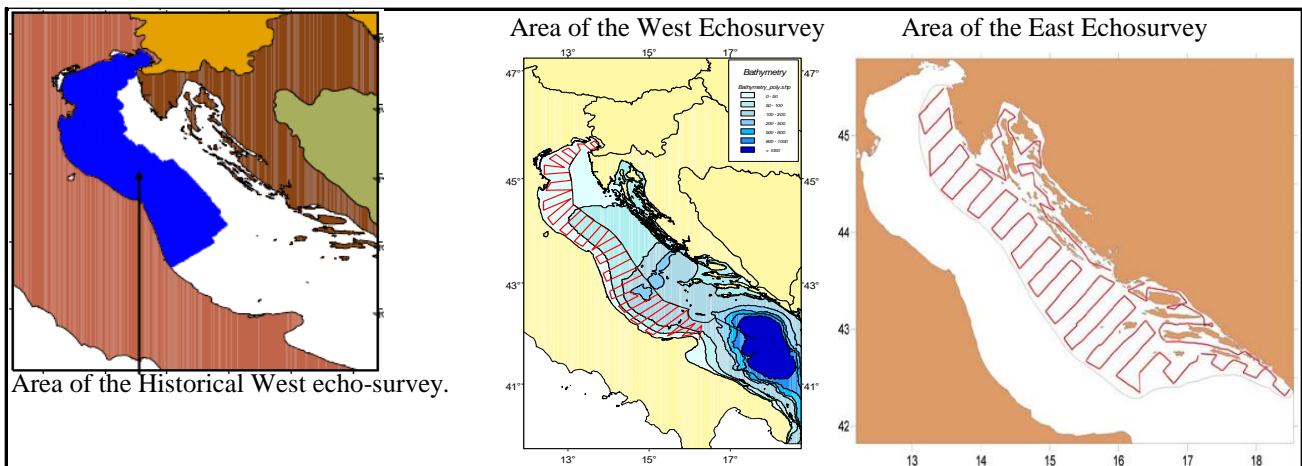 Area of the West Echosurvey
Area of the East Echosurvey
13° 15° 17°
47°
47°
45°
45°
43°
43°
41°
41°
13° 15° 17°
Bathymetry
Bathymetry_poly.shp
0 - 50
50 - 100
100 - 200
200 - 500
500 - 800
800 - 1000
> 1000
45
44
43
42
13 14 15 16 17 18
Area of the Historical West echo-survey.